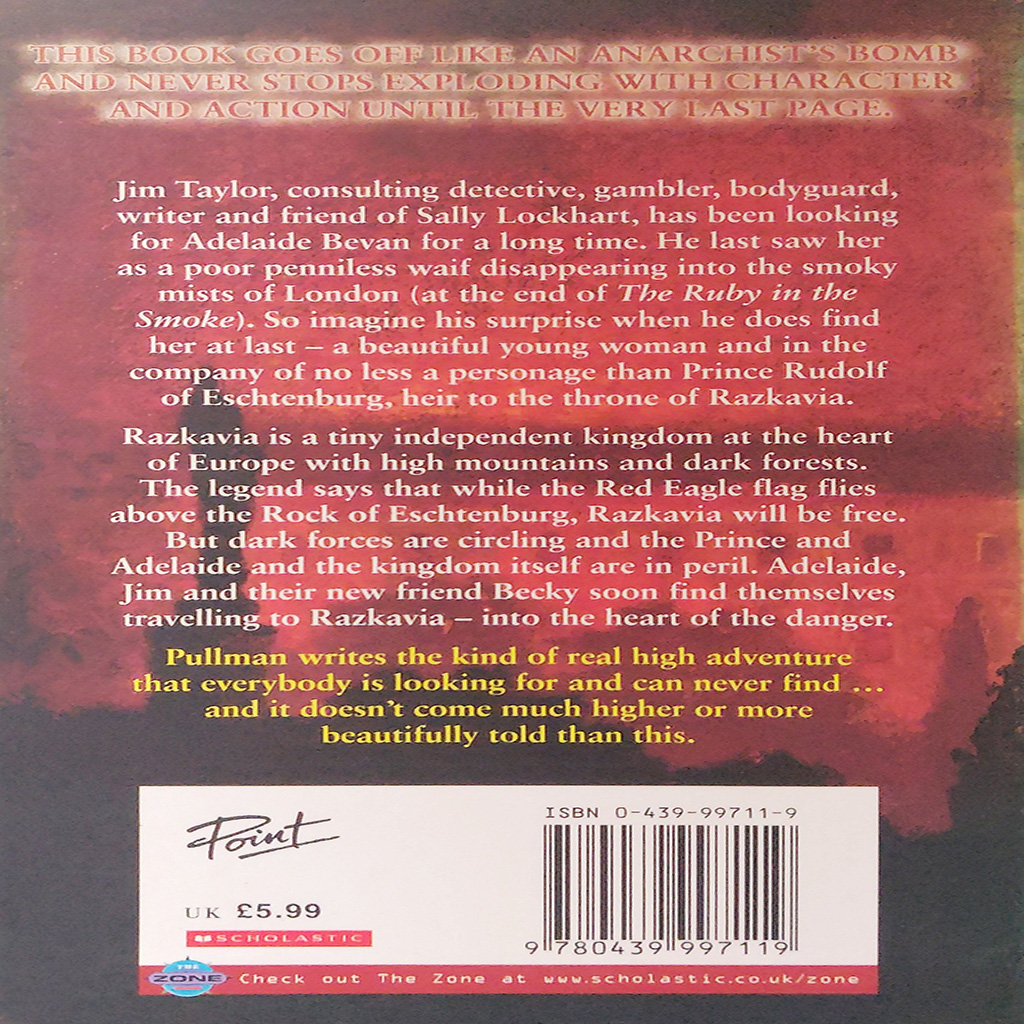 THIS BOOK GOES OFF LIKE AN ANARCHIST'S BOMB
AND NEVER STOPS EXPLODING WITH CHARACTER
AND ACTION UNTIL THE VERY LAST PAGE.
Jim Taylor, consulting detective, gambler, bodyguard,
writer and friend of Sally Lockhart, has been looking
for Adelaide Bevan for a long time. He last saw her
as a poor penniless waif disappearing into the smoky
mists of London (at the end of The Ruby in the
Smoke). So imagine his surprise when he does find
her at last – a beautiful young woman and in the
company of no less a personage than Prince Rudolf
of Eschtenburg, heir to the throne of Razkavia.
Razkavia is a tiny independent kingdom at the heart
of Europe with high mountains and dark forests.
The legend says that while the Red Eagle flag flies
above the Rock of Eschtenburg, Razkavia will be free.
But dark forces are circling and the Prince and
Adelaide and the kingdom itself are in peril. Adelaide,
Jim and their new friend Becky soon find themselves
travelling to Razkavia – into the heart of the danger.
Pullman writes the kind of real high adventure
that everybody is looking for and can never find ...
and it doesn't come much higher or more
beautifully told than this.
Point
UK £5.99
SCHOLASTIC
ISBN 0-439-99711-9
9 780439 997119
THE
ZONE
Check out The Zone at www.scholastic.co.uk/zone